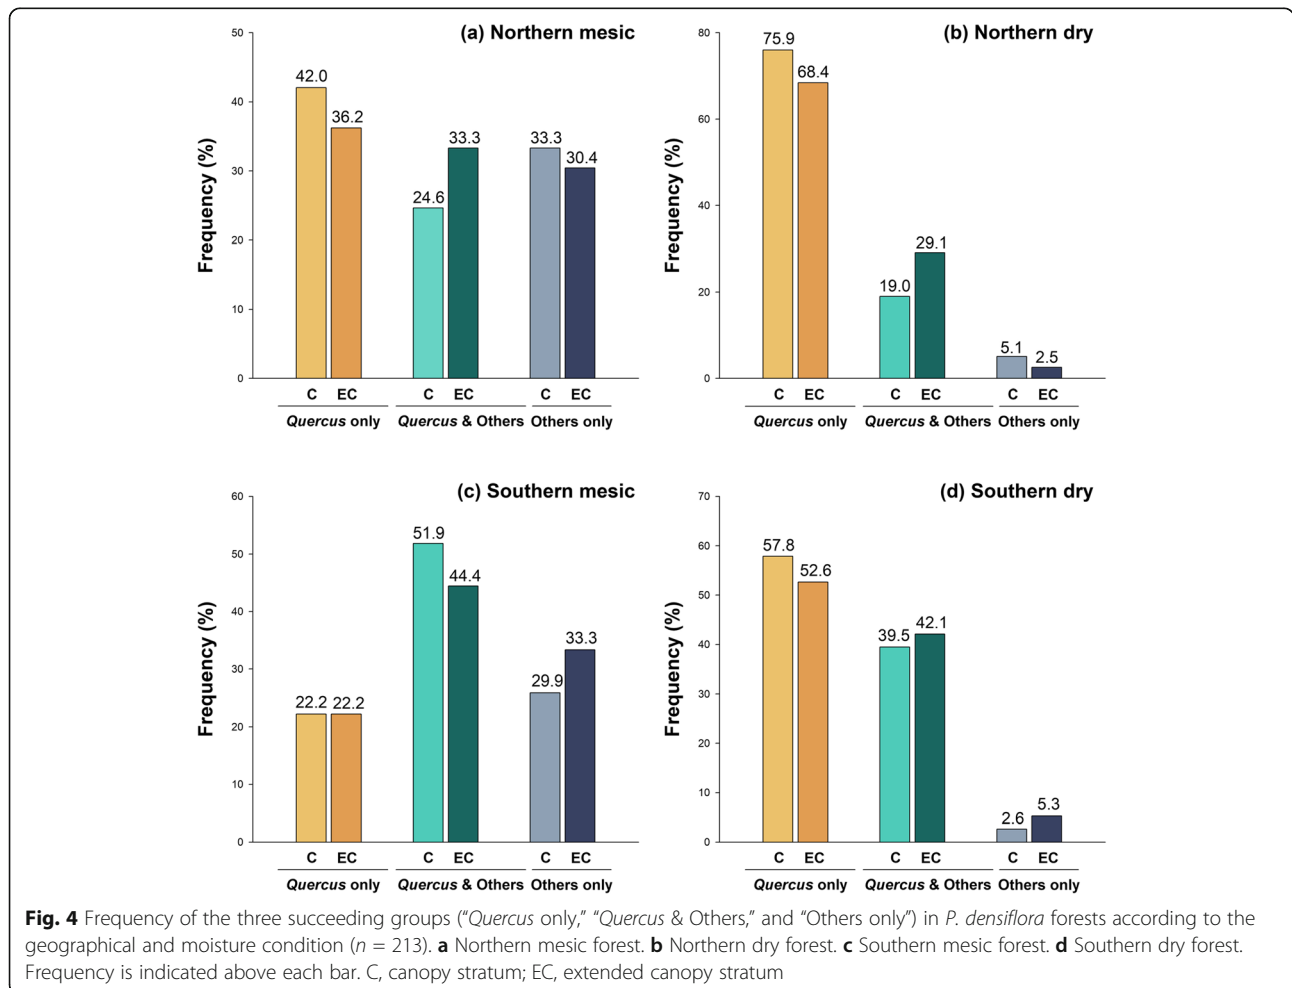 (a) Northern mesic
Frequency (%)
50
40
30
20
10
0
42.0
36.2
24.6
33.3
33.3
30.4
C EC C EC C EC
Quercus only Quercus & Others Others only
(b) Northern dry
Frequency (%)
80
60
40
20
0
75.9
68.4
19.0
29.1
5.1
2.5
C EC C EC C EC
Quercus only Quercus & Others Others only
(c) Southern mesic
Frequency (%)
60
50
40
30
20
10
0
22.2
22.2
51.9
44.4
29.9
33.3
C EC C EC C EC
Quercus only Quercus & Others Others only
(d) Southern dry
Frequency (%)
70
60
50
40
30
20
10
0
57.8
52.6
39.5
42.1
2.6
5.3
C EC C EC C EC
Quercus only Quercus & Others Others only
Fig. 4 Frequency of the three succeeding groups (“Quercus only,” “Quercus & Others,” and “Others only”) in P. densiflora forests according to the
geographical and moisture condition (n = 213). a Northern mesic forest. b Northern dry forest. c Southern mesic forest. d Southern dry forest.
Frequency is indicated above each bar. C, canopy stratum; EC, extended canopy stratum